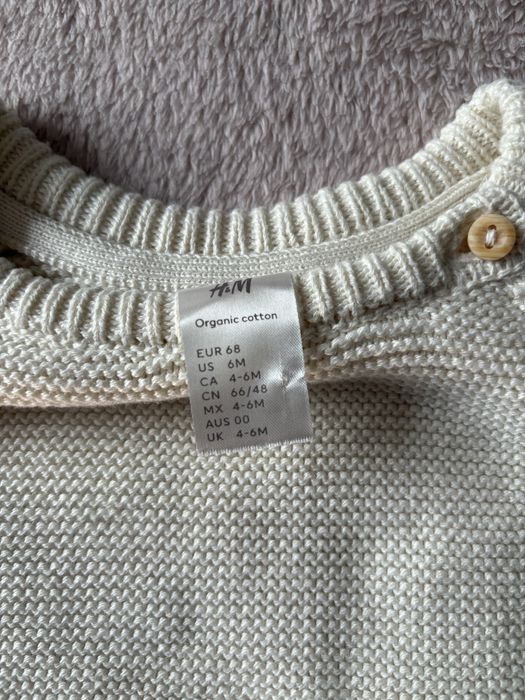 H&M
Organic cotton
EUR 68
US 6M
CA 4-6M
CN 66/48
MX 4-6M
AUS 00
UK 4-6M